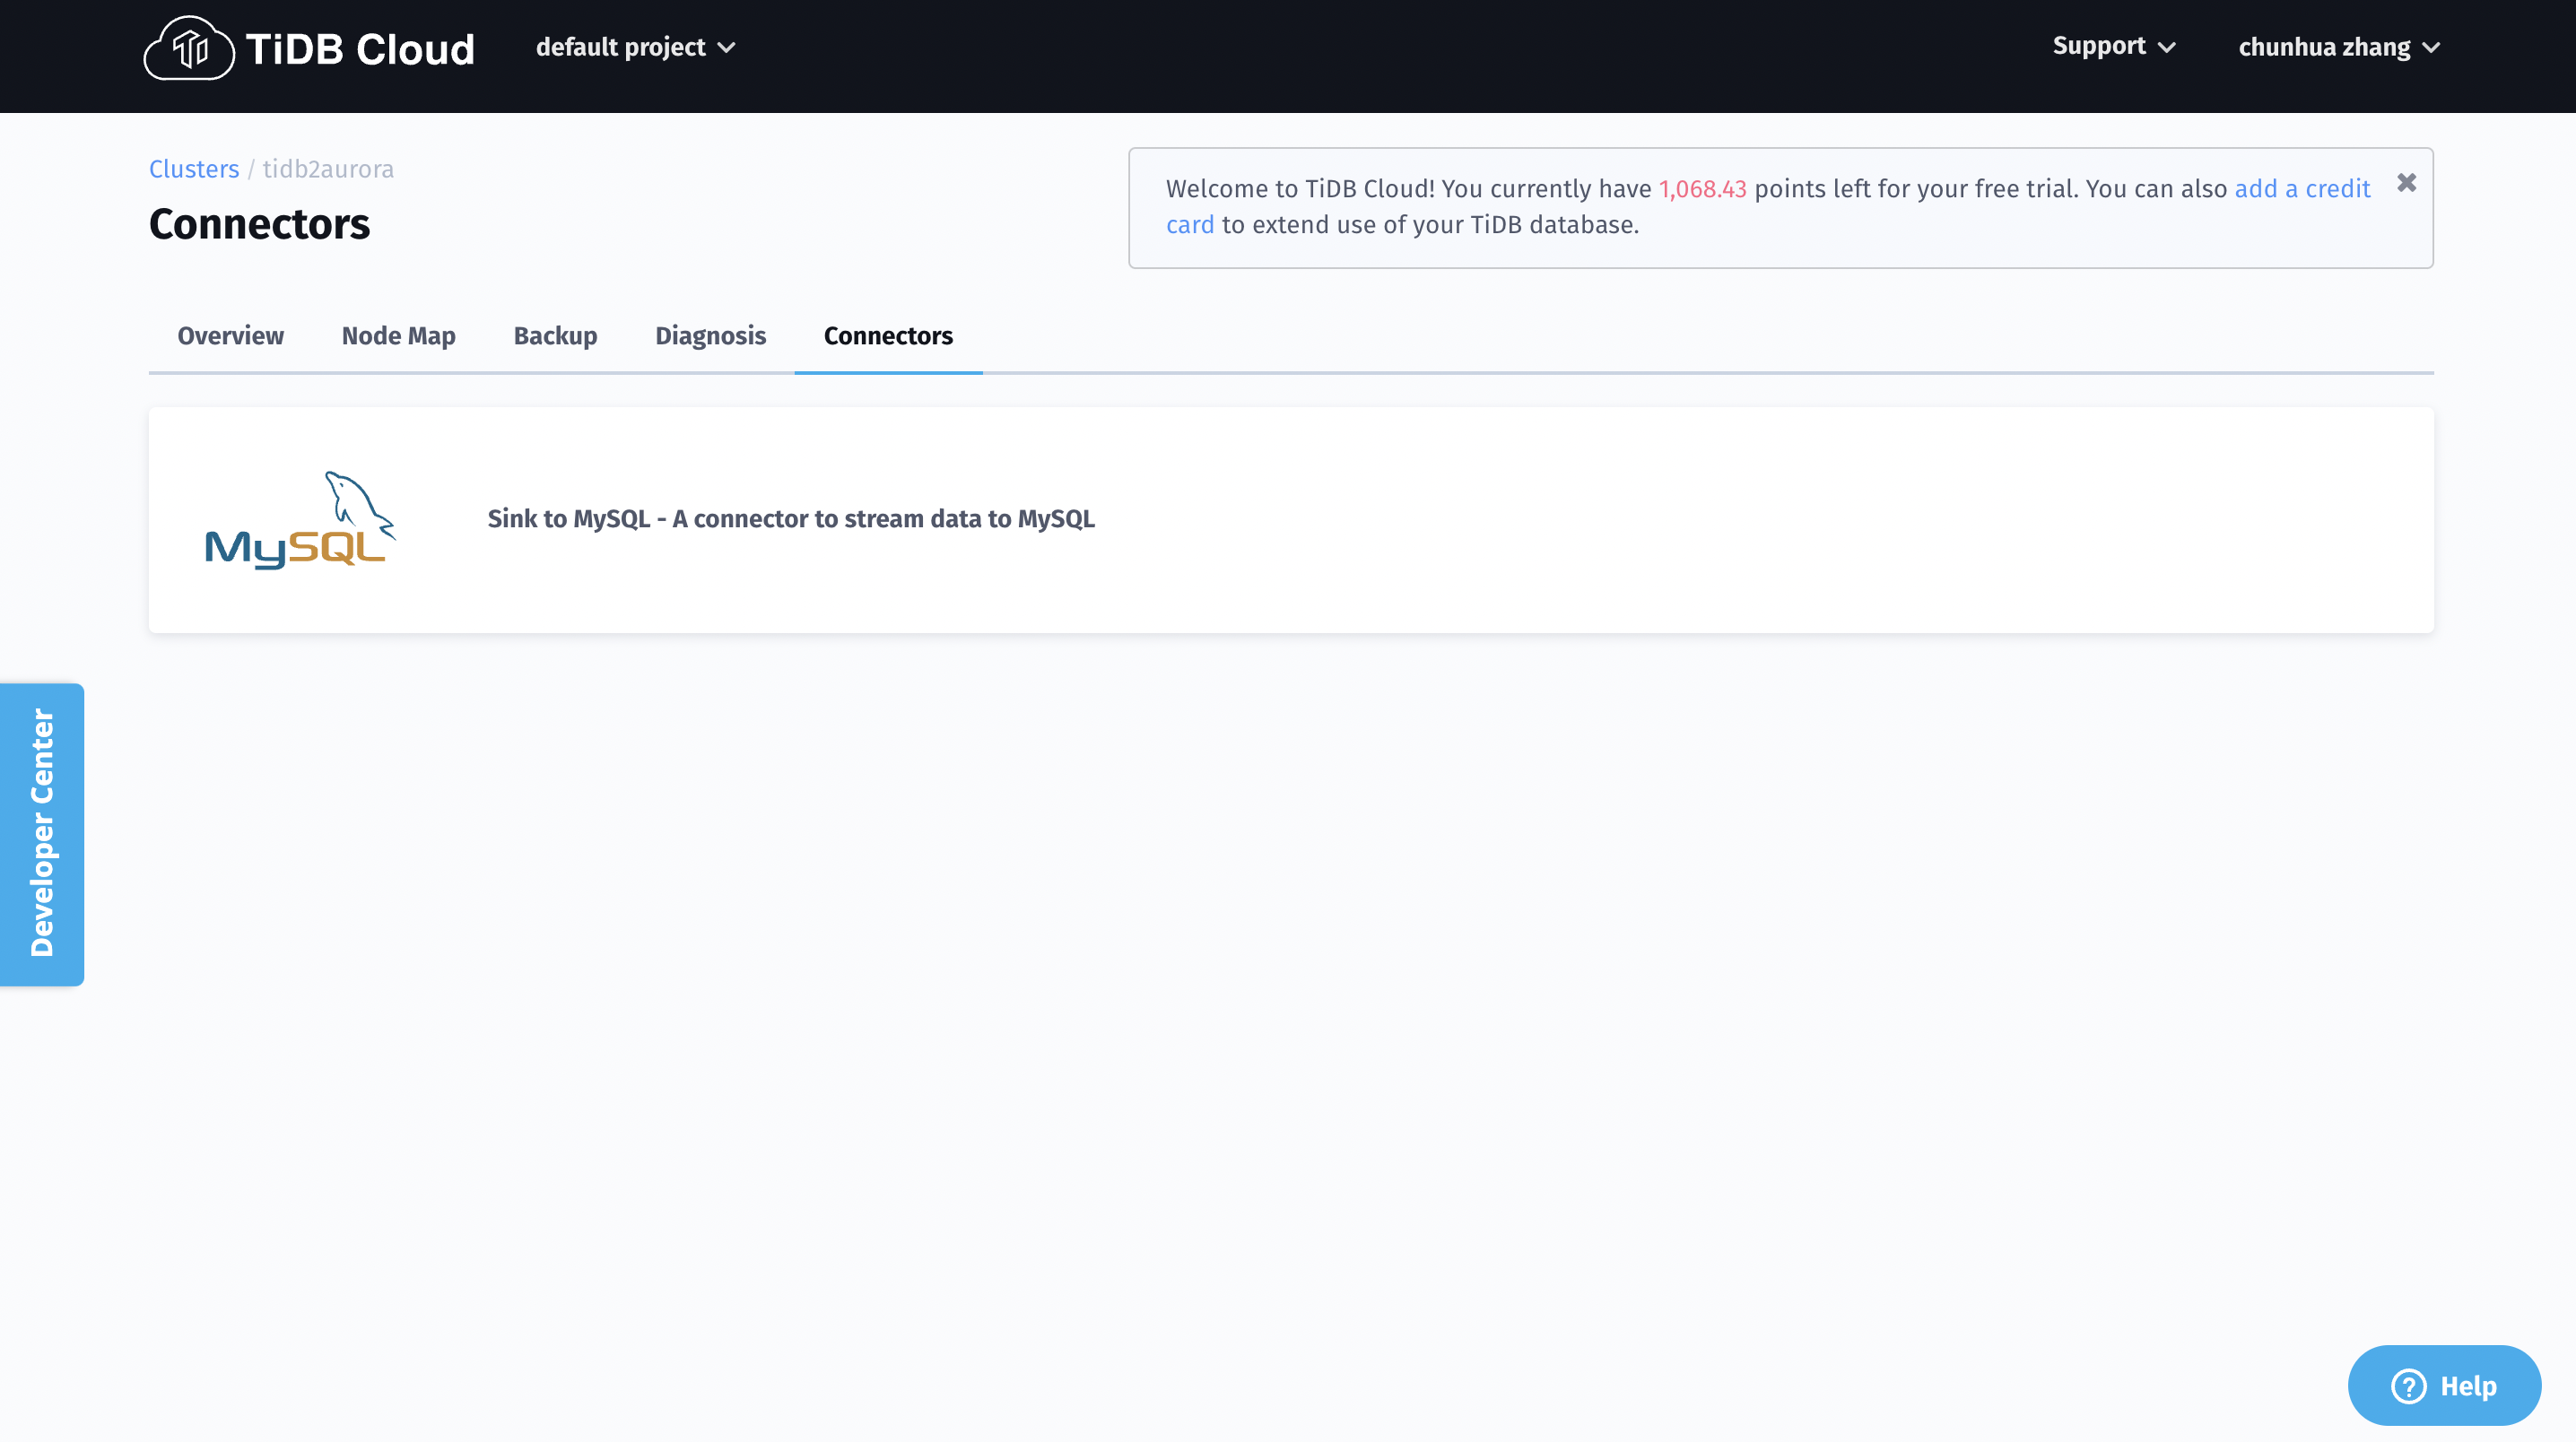 TiDB Cloud
default project
Support
chunhua zhang
Clusters / tidb2aurora
Connectors
Welcome to TiDB Cloud! You currently have 1,068.43 points left for your free trial. You can also add a credit
card to extend use of your TiDB database.
Overview
Node Map
Backup
Diagnosis
Connectors
MySQL
Sink to MySQL - A connector to stream data to MySQL
Developer Center
Help